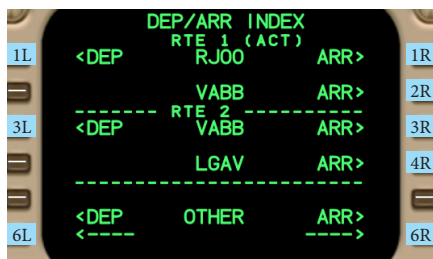 DEP/ARR INDEX
RTE 1 (ACT)
1L <DEP RJOO ARR> 1R
VABB ARR> 2R
------- RTE 2 -------------
3L <DEP VABB ARR> 3R
LGAV ARR> 4R
--------------------------
<DEP OTHER ARR>
6L <---- ----> 6R